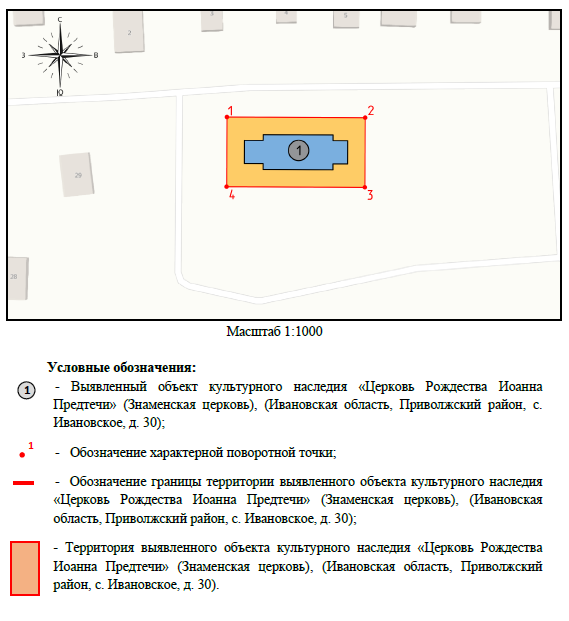 С
З
В
Ю
2
3
4
5
29
28
1
2
1
4
3
Масштаб 1:1000
Условные обозначения:
1
- Выявленный объект культурного наследия «Церковь Рождества Иоанна
Предтечи» (Знаменская церковь), (Ивановская область, Приволжский район, с.
Ивановское, д. 30);
1
- Обозначение характерной поворотной точки;
- Обозначение границы территории выявленного объекта культурного наследия
«Церковь Рождества Иоанна Предтечи» (Знаменская церковь), (Ивановская
область, Приволжский район, с. Ивановское, д. 30);
- Территория выявленного объекта культурного наследия «Церковь Рождества
Иоанна Предтечи» (Знаменская церковь), (Ивановская область, Приволжский
район, с. Ивановское, д. 30).